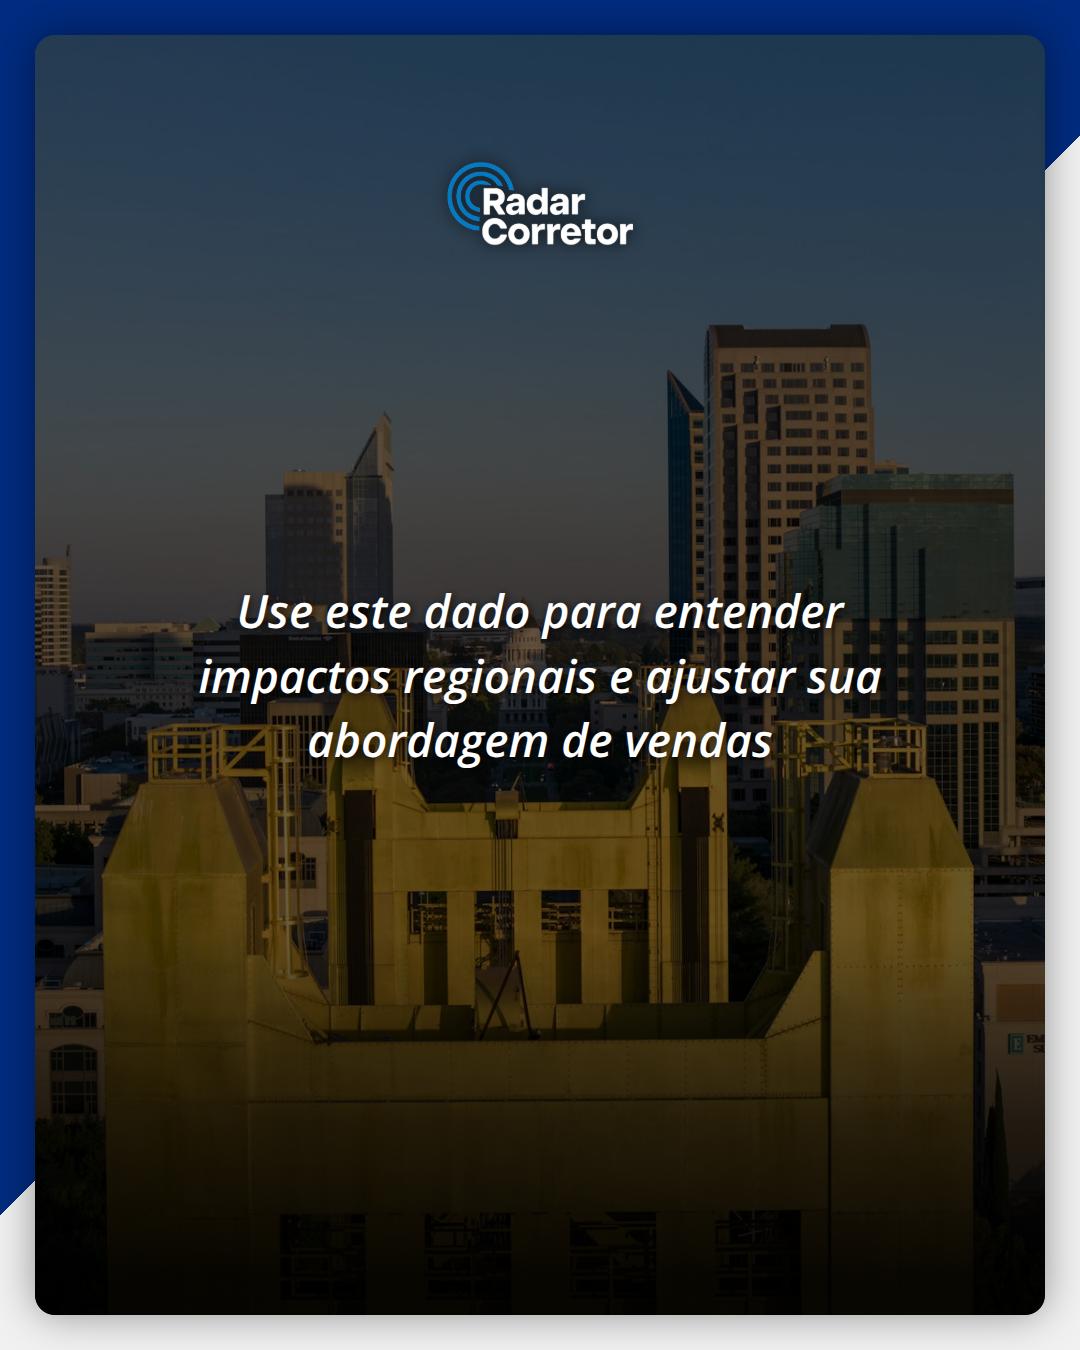 Radar
Corretor
Use este dado para entender
impactos regionais e ajustar sua
abordagem de vendas